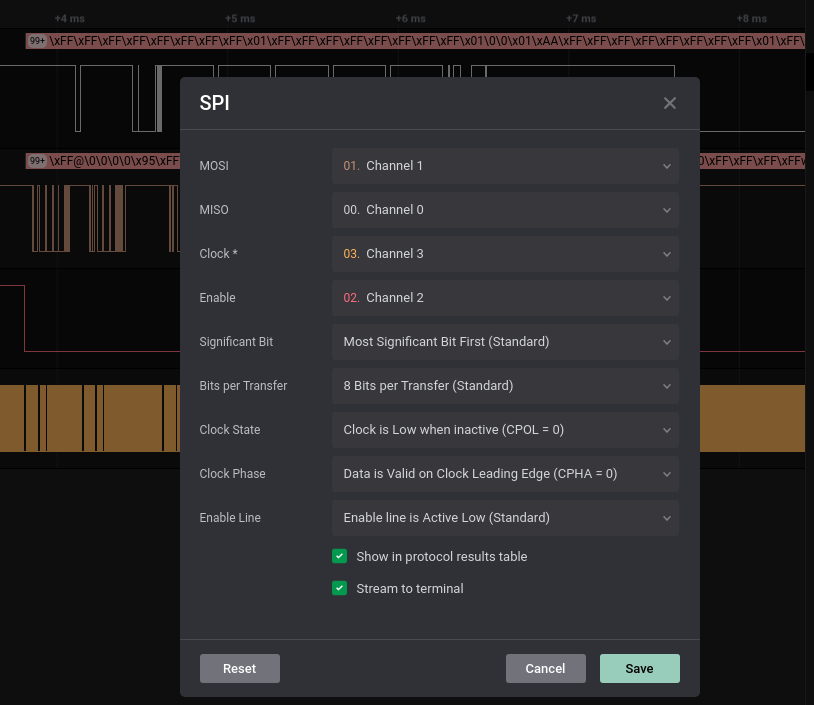 +4 ms +5 ms +6 ms +7 ms +8 ms
99+ \xFF\xFF\xFF\xFF\xFF\xFF\xFF\xFF\x01\xFF\xFF\xFF\xFF\xFF\xFF\xFF\xFF\x01\0\0\x01\xAA\xFF\xFF\xFF\xFF\xFF\xFF\xFF\xFF\x01\xFF\
SPI
99+ \xFF@\0\0\0\0\x95\xFF \xFF\xFF\xFF
MOSI 01. Channel 1
MISO 00. Channel 0
Clock * 03. Channel 3
Enable 02. Channel 2
Significant Bit Most Significant Bit First (Standard)
Bits per Transfer 8 Bits per Transfer (Standard)
Clock State Clock is Low when inactive (CPOL = 0)
Clock Phase Data is Valid on Clock Leading Edge (CPHA = 0)
Enable Line Enable line is Active Low (Standard)
Show in protocol results table
Stream to terminal
Reset Cancel Save